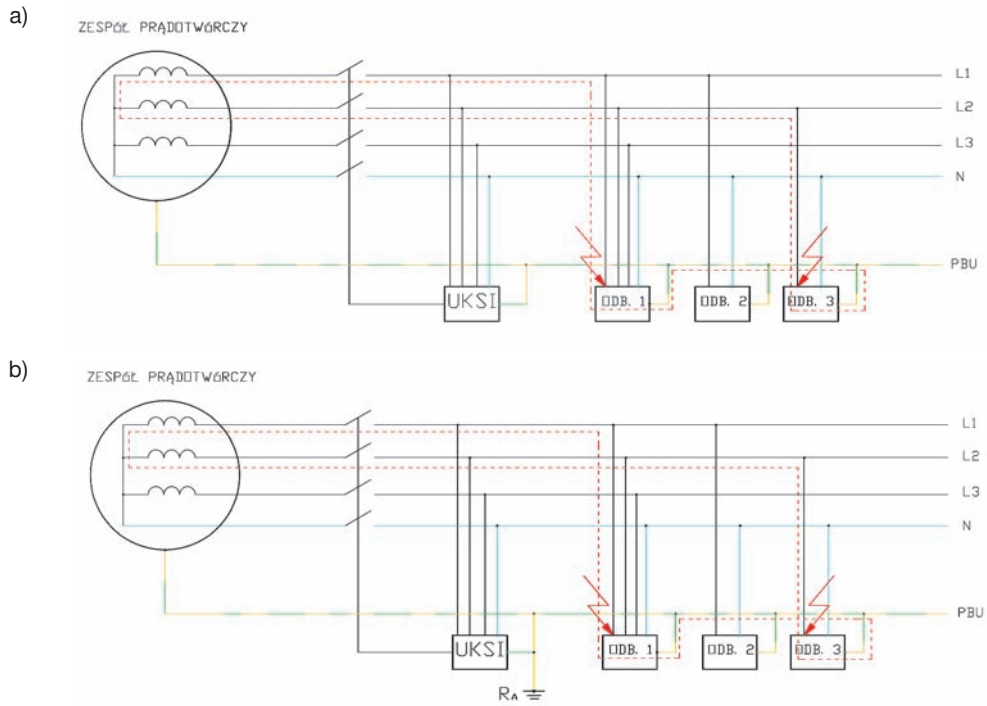 a)
ZESPÓŁ PRĄDOTWÓRCZY
L1
L2
L3
N
PBU
UKSI
ODB. 1
ODB. 2
ODB. 3
b)
ZESPÓŁ PRĄDOTWÓRCZY
L1
L2
L3
N
PBU
UKSI
ODB. 1
ODB. 2
ODB. 3
RA